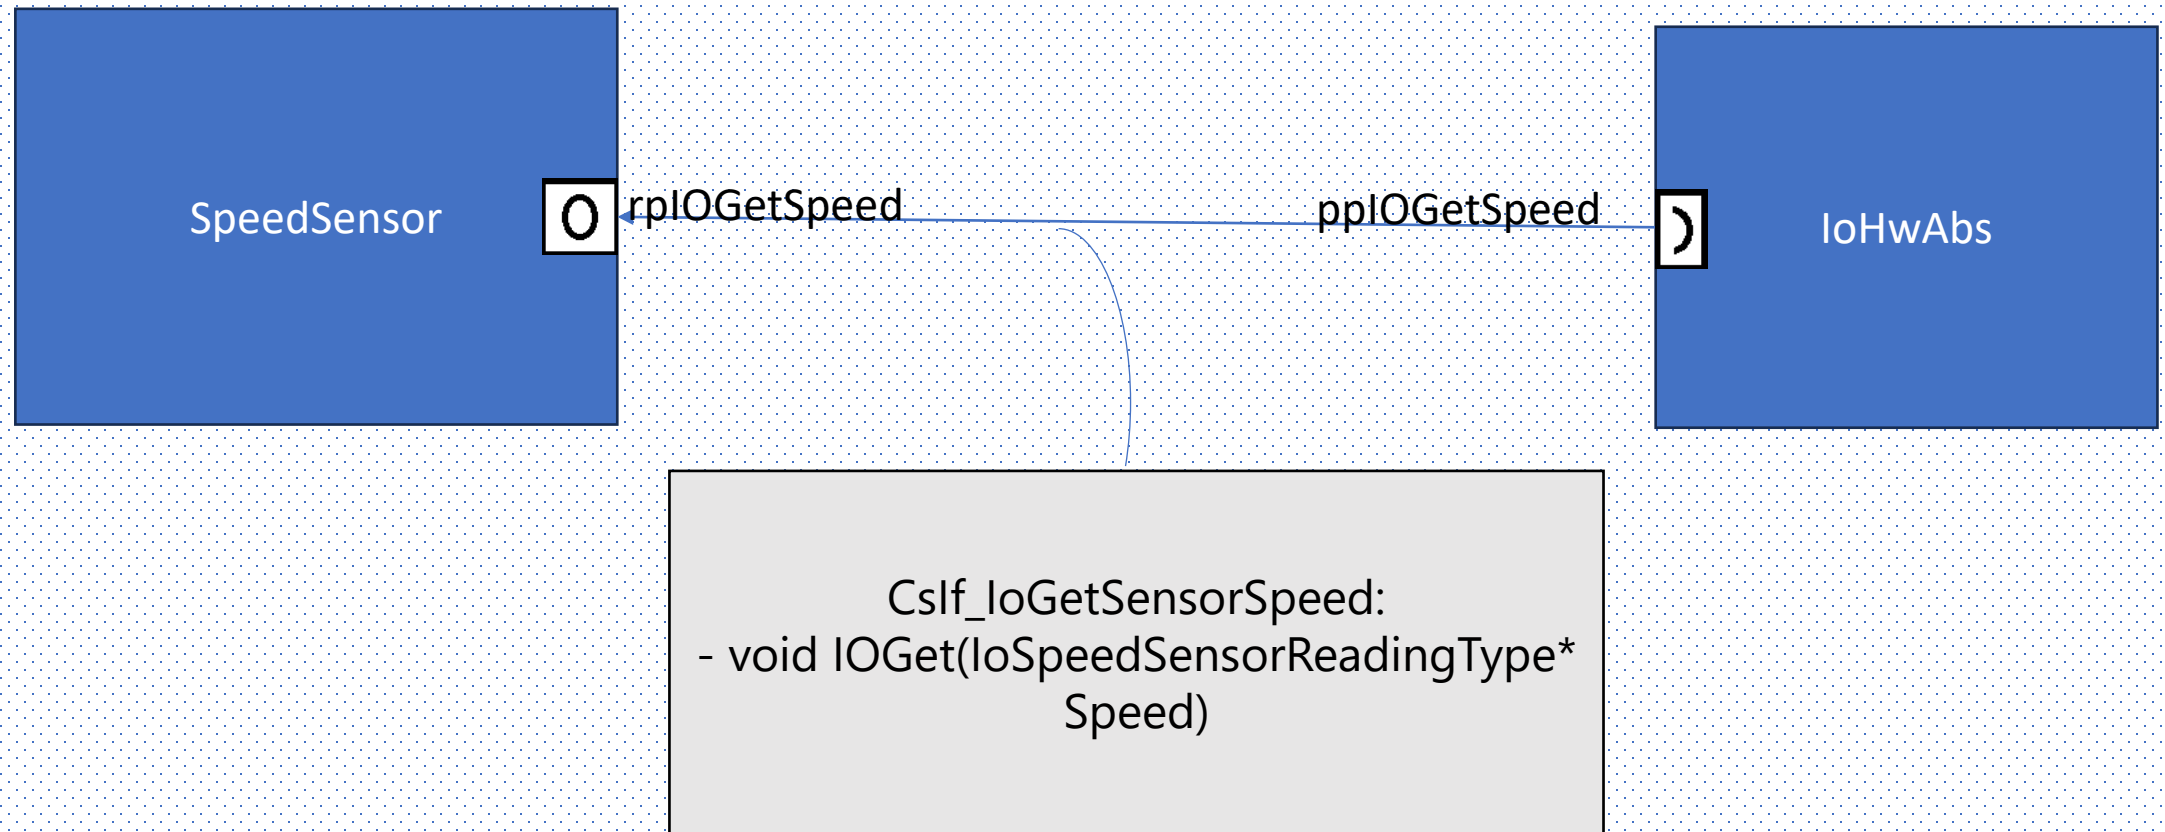 SpeedSensor
rpIOGetSpeed
ppIOGetSpeed
IoHwAbs
CsIf_IoGetSensorSpeed:
- void IOGet(IoSpeedSensorReadingType*
Speed)